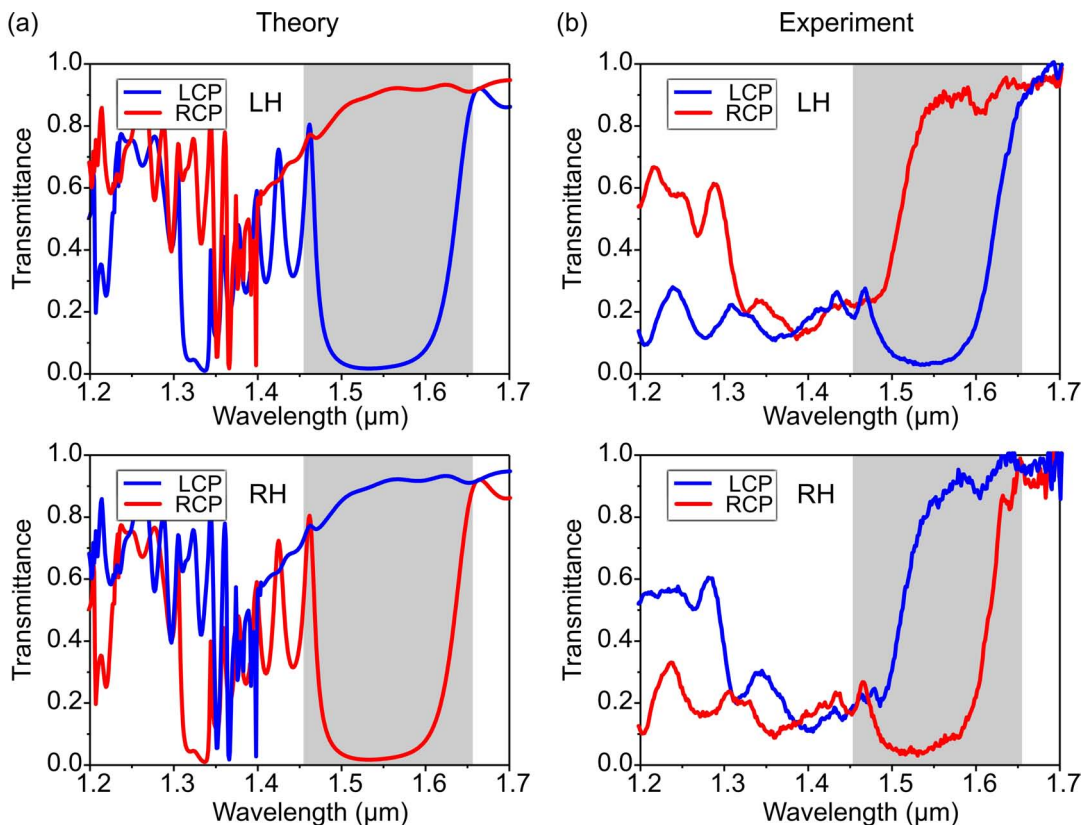 (a) Theory
(b) Experiment
1.0
0.8
0.6
0.4
0.2
0.0
Transmittance
LCP
RCP
LH
1.2 1.3 1.4 1.5 1.6 1.7
Wavelength (µm)
1.0
0.8
0.6
0.4
0.2
0.0
Transmittance
LCP
RCP
LH
1.2 1.3 1.4 1.5 1.6 1.7
Wavelength (µm)
1.0
0.8
0.6
0.4
0.2
0.0
Transmittance
LCP
RCP
RH
1.2 1.3 1.4 1.5 1.6 1.7
Wavelength (µm)
1.0
0.8
0.6
0.4
0.2
0.0
Transmittance
LCP
RCP
RH
1.2 1.3 1.4 1.5 1.6 1.7
Wavelength (µm)